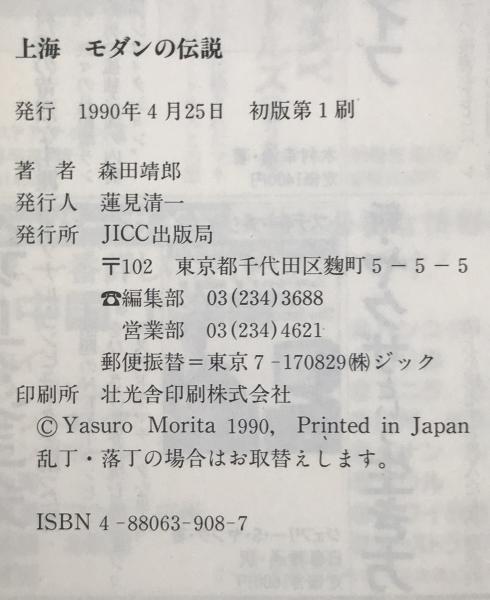 上海　モダンの伝説
発行　1990年4月25日　初版第1刷
著　者　森田靖郎
発行人　蓮見清一
発行所　JICC出版局
〒102　東京都千代田区麴町5-5-5
☎編集部　03(234)3688
営業部　03(234)4621
郵便振替=東京7-170829㈱ジック
印刷所　壮光舎印刷株式会社
©Yasuro Morita 1990, Printed in Japan
乱丁・落丁の場合はお取替えします。
ISBN 4-88063-908-7